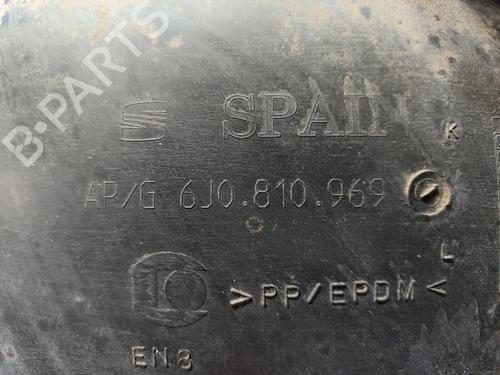 B-PARTS
SPAIN
K
AP/G 6J0.810.969
L
>PP/EPDM<
EN8